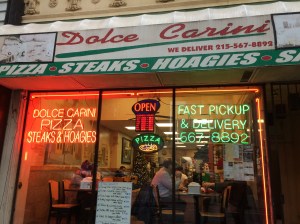 Dolce Carini
WE DELIVER 215-567-8892
PIZZA • STEAKS • HOAGIES
OPEN
DOLCE CARINI
PIZZA
STEAKS & HOAGIES
PIZZA
FAST PICKUP
& DELIVERY
567-8892